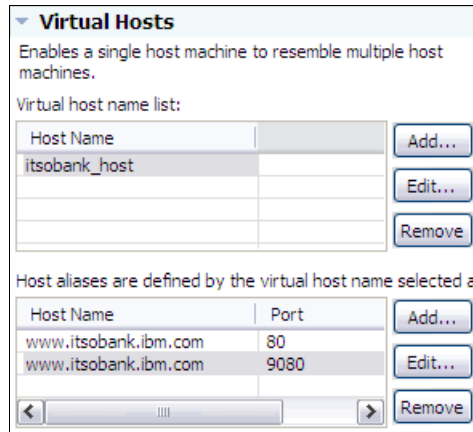 Virtual Hosts
Enables a single host machine to resemble multiple host
machines.
Virtual host name list:
Host Name
Add...
itsobank_host
Edit...
Remove
Host aliases are defined by the virtual host name selected a
Host Name Port
Add...
www.itsobank.ibm.com 80
www.itsobank.ibm.com 9080
Edit...
Remove